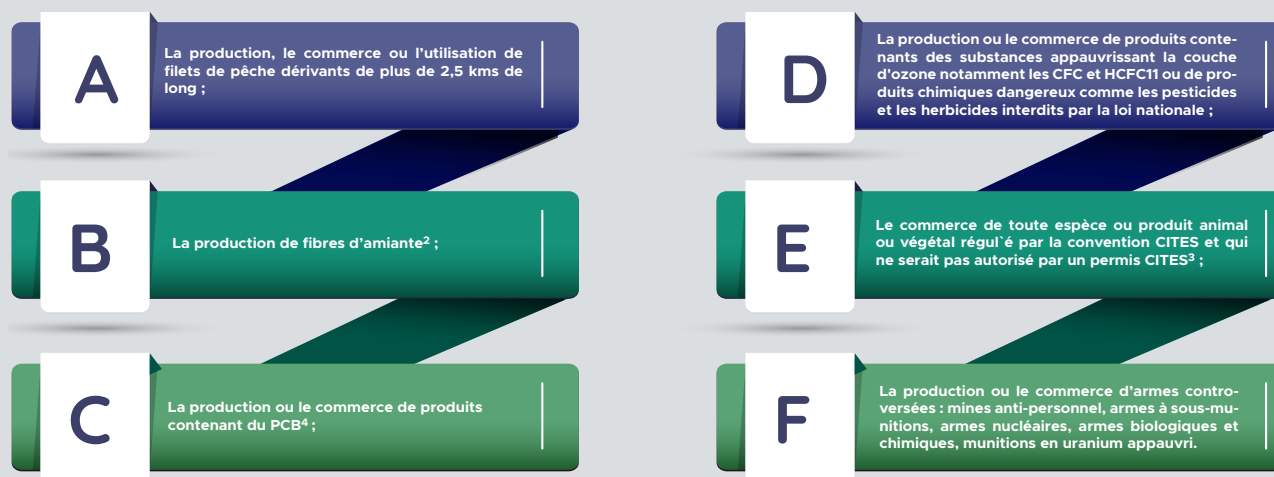 A
La production, le commerce ou l'utilisation de
filets de pêche dérivants de plus de 2,5 kms de
long ;
B
La production de fibres d'amiante² ;
C
La production ou le commerce de produits
contenant du PCB⁴ ;
D
La production ou le commerce de produits conte-
nants des substances appauvrissant la couche
d'ozone notamment les CFC et HCFC11 ou de pro-
duits chimiques dangereux comme les pesticides
et les herbicides interdits par la loi nationale ;
E
Le commerce de toute espèce ou produit animal
ou végétal régul`é par la convention CITES et qui
ne serait pas autorisé par un permis CITES³ ;
F
La production ou le commerce d'armes contro-
versées : mines anti-personnel, armes à sous-mu-
nitions, armes nucléaires, armes biologiques et
chimiques, munitions en uranium appauvri.